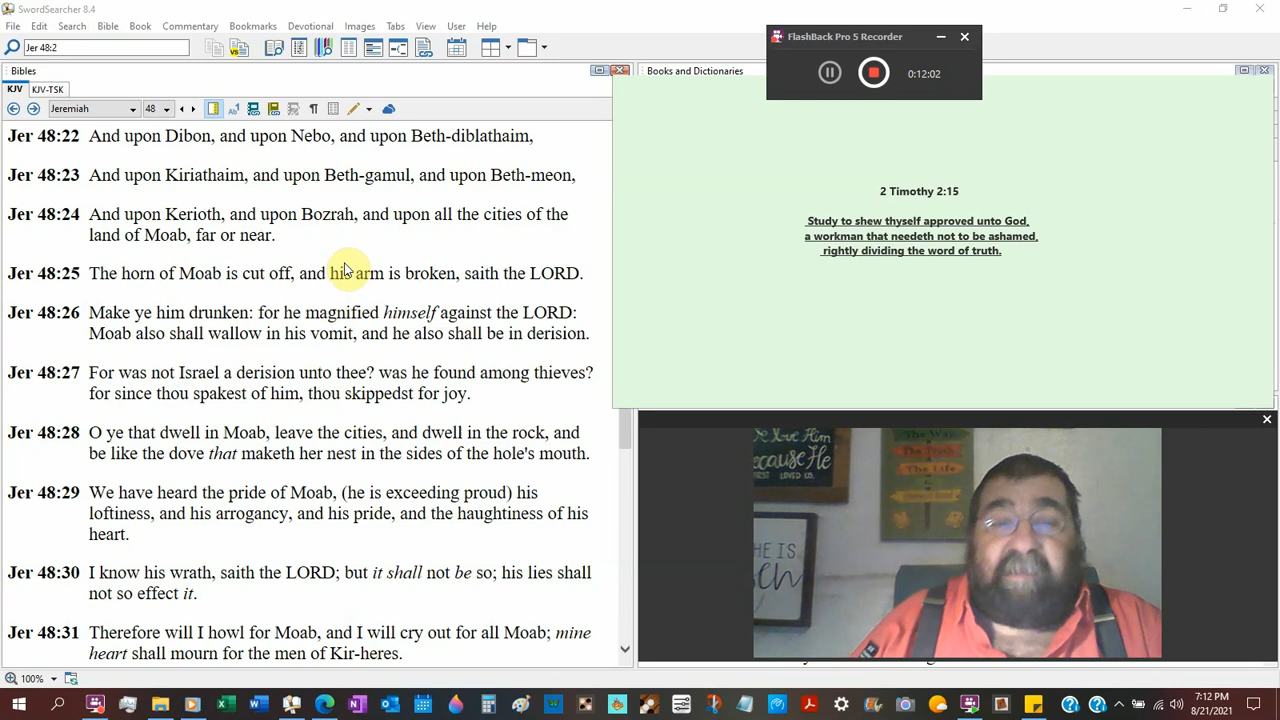 SwordSearcher 8.4
File Edit Search Bible Book Commentary Bookmarks Devotional Images Tabs View User Help
Jer 48:2
Bibles
KJV KJV-TSK
Jeremiah 48
Jer 48:22 And upon Dibon, and upon Nebo, and upon Beth-diblathaim,
Jer 48:23 And upon Kiriathaim, and upon Beth-gamul, and upon Beth-meon,
Jer 48:24 And upon Kerioth, and upon Bozrah, and upon all the cities of the
land of Moab, far or near.
Jer 48:25 The horn of Moab is cut off, and his arm is broken, saith the LORD.
Jer 48:26 Make ye him drunken: for he magnified himself against the LORD:
Moab also shall wallow in his vomit, and he also shall be in derision.
Jer 48:27 For was not Israel a derision unto thee? was he found among thieves?
for since thou spakest of him, thou skippedst for joy.
Jer 48:28 O ye that dwell in Moab, leave the cities, and dwell in the rock, and
be like the dove that maketh her nest in the sides of the hole's mouth.
Jer 48:29 We have heard the pride of Moab, (he is exceeding proud) his
loftiness, and his arrogancy, and his pride, and the haughtiness of his
heart.
Jer 48:30 I know his wrath, saith the LORD; but it shall not be so; his lies shall
not so effect it.
Jer 48:31 Therefore will I howl for Moab, and I will cry out for all Moab; mine
heart shall mourn for the men of Kir-heres.
100%
FlashBack Pro 5 Recorder
0:12:02
Books and Dictionaries
2 Timothy 2:15
Study to shew thyself approved unto God,
a workman that needeth not to be ashamed,
rightly dividing the word of truth.
We love Him
Because He
FIRST LOVED US.
The Way
The Truth
The Life
HE IS
7:12 PM
8/21/2021